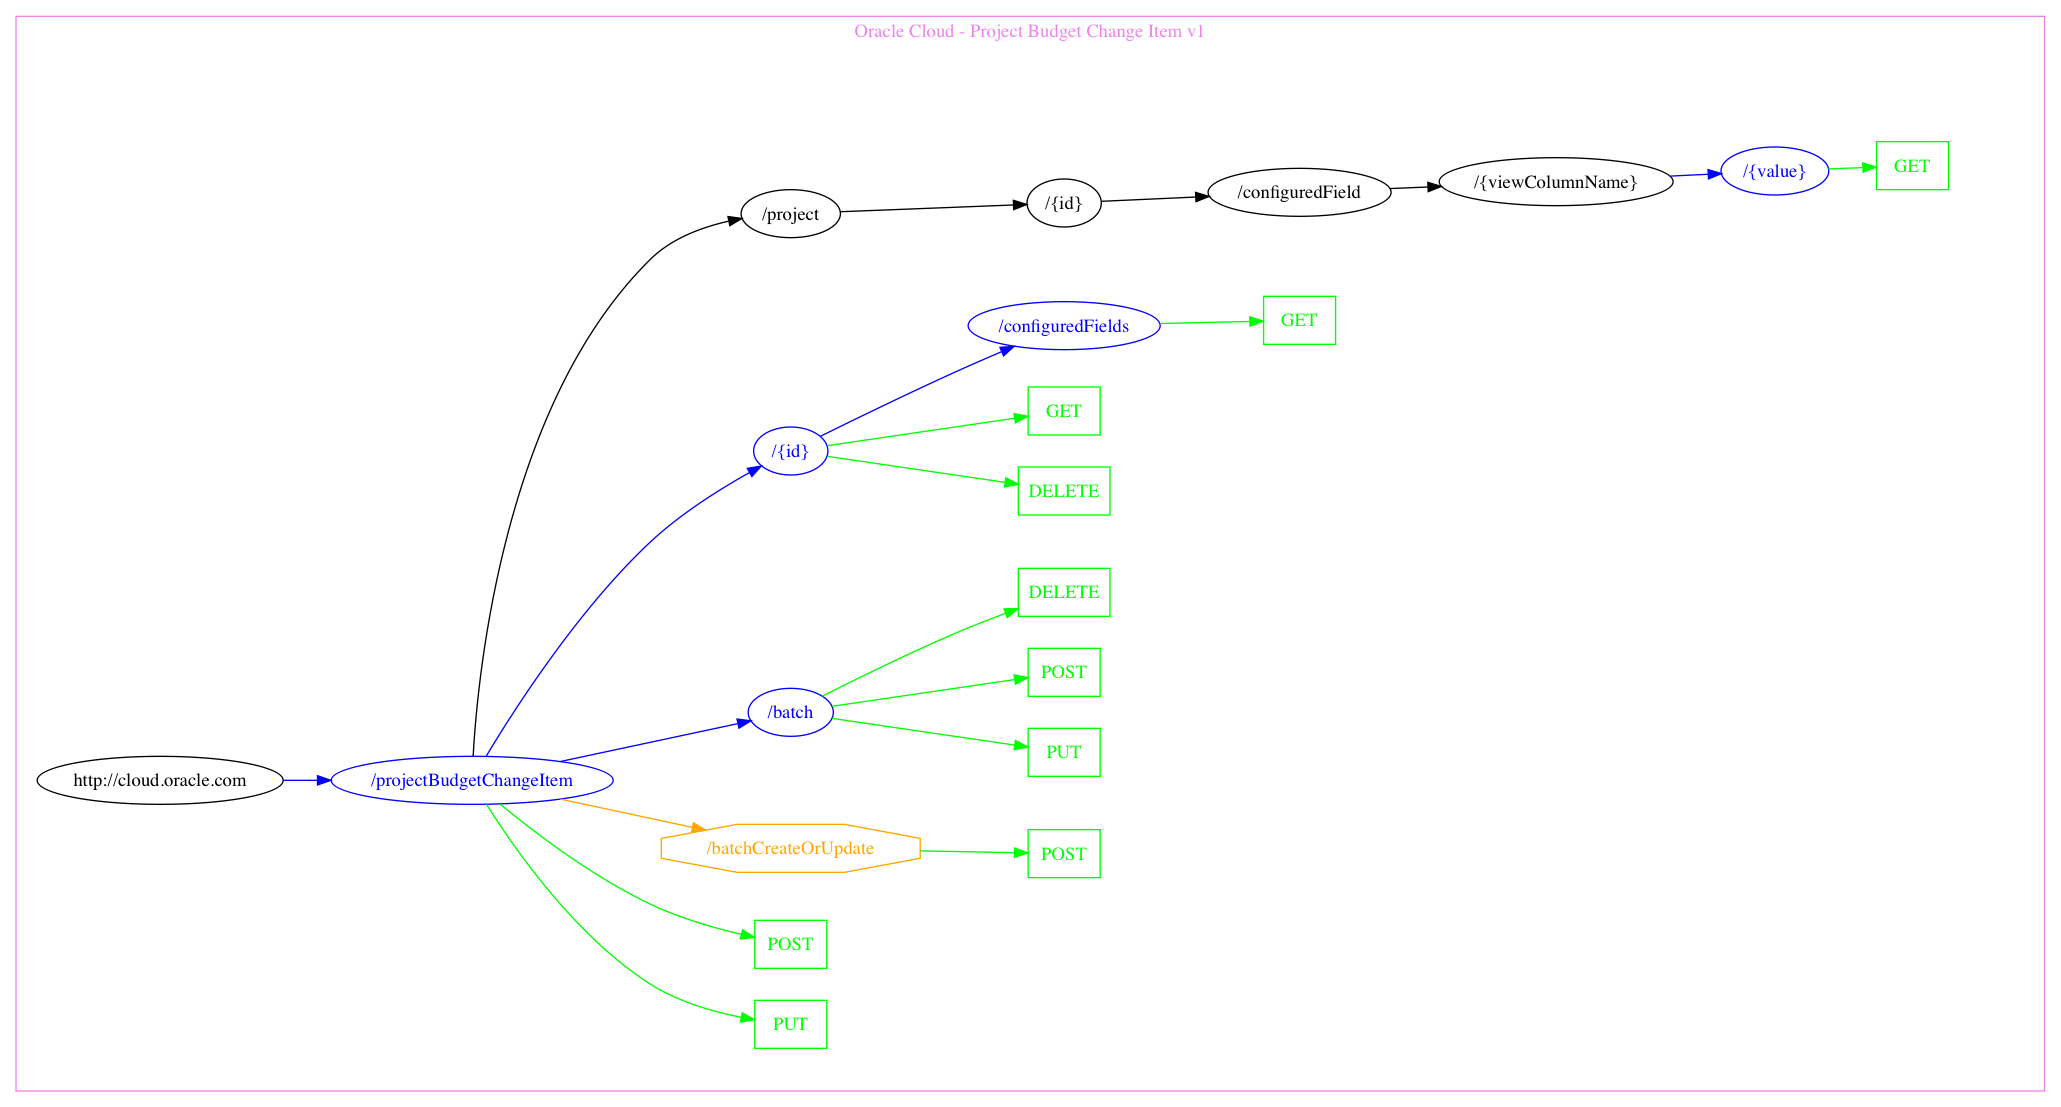 Oracle Cloud - Project Budget Change Item v1
/project
/{id}
/configuredField
/{viewColumnName}
/{value}
GET
/configuredFields
GET
/{id}
GET
DELETE
/batch
DELETE
POST
PUT
http://cloud.oracle.com
/projectBudgetChangeItem
/batchCreateOrUpdate
POST
POST
PUT